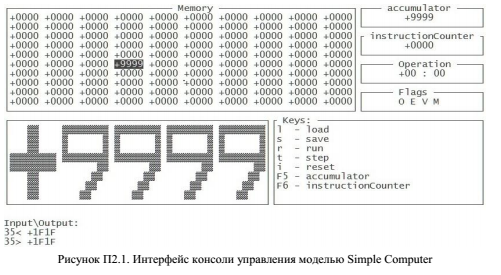 Memory
+0000 +0000 +0000 +0000 +0000 +0000 +0000 +0000 +0000 +0000
+0000 +0000 +0000 +0000 +0000 +0000 +0000 +0000 +0000 +0000
+0000 +0000 +0000 +0000 +0000 +0000 +0000 +0000 +0000 +0000
+0000 +0000 +0000 +0000 +0000 +0000 +0000 +0000 +0000 +0000
+0000 +0000 +0000 +0000 +0000 +0000 +0000 +0000 +0000 +0000
+0000 +0000 +0000 +9999 +0000 +0000 +0000 +0000 +0000 +0000
+0000 +0000 +0000 +0000 +0000 +0000 +0000 +0000 +0000 +0000
+0000 +0000 +0000 +0000 +0000 +0000 +0000 +0000 +0000 +0000
+0000 +0000 +0000 +0000 +0000 +0000 +0000 +0000 +0000 +0000
+0000 +0000 +0000 +0000 +0000 +0000 +0000 +0000 +0000 +0000
accumulator
+9999
instructionCounter
+0000
Operation
+00 : 00
Flags
O E V M
+9999
Keys:
l - load
s - save
r - run
t - step
i - reset
F5 - accumulator
F6 - instructionCounter
Input\Output:
35< +1F1F
35> +1F1F
Рисунок П2.1. Интерфейс консоли управления моделью Simple Computer